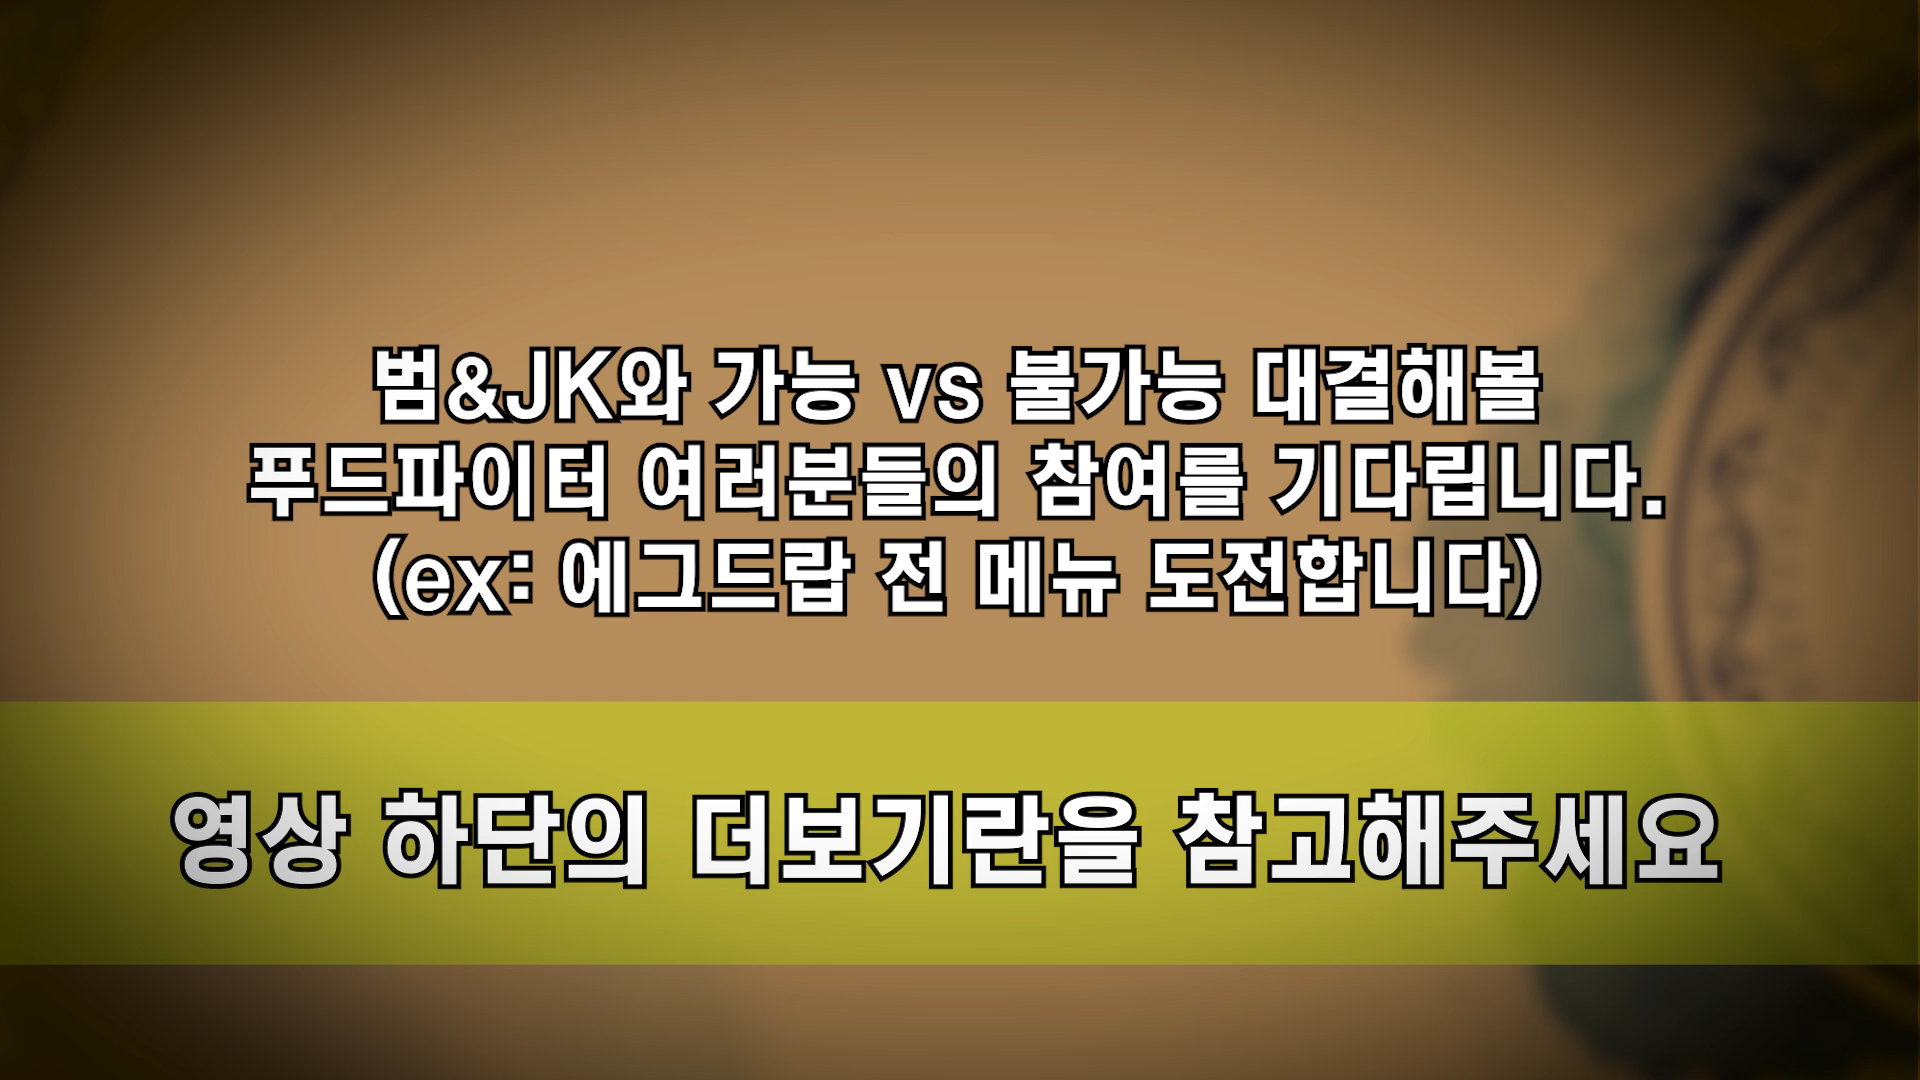 범&JK와 가능 vs 불가능 대결해볼
푸드파이터 여러분들의 참여를 기다립니다.
(ex: 에그드랍 전 메뉴 도전합니다)
영상 하단의 더보기란을 참고해주세요